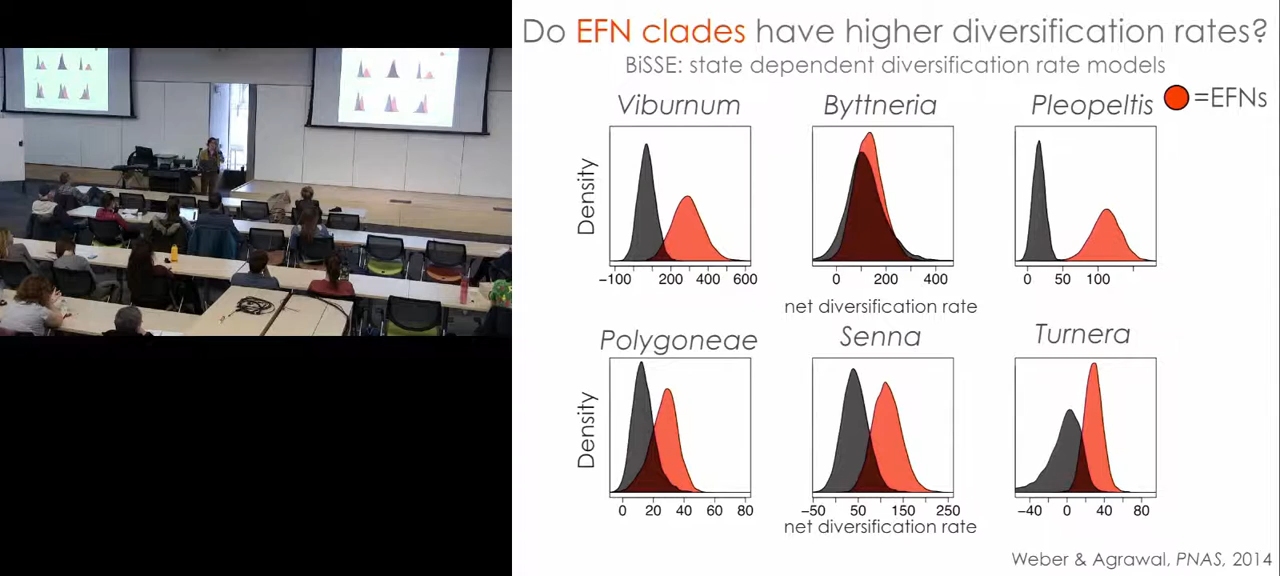 Do EFN clades have higher diversification rates?
BiSSE: state dependent diversification rate models
=EFNs
Viburnum
Byttneria
Pleopeltis
Density
−100 200 400 600
0 200 400
0 50 100
net diversification rate
Polygoneae
Senna
Turnera
Density
0 20 40 60 80
−50 50 150 250
−40 0 40 80
net diversification rate
Weber & Agrawal, PNAS, 2014